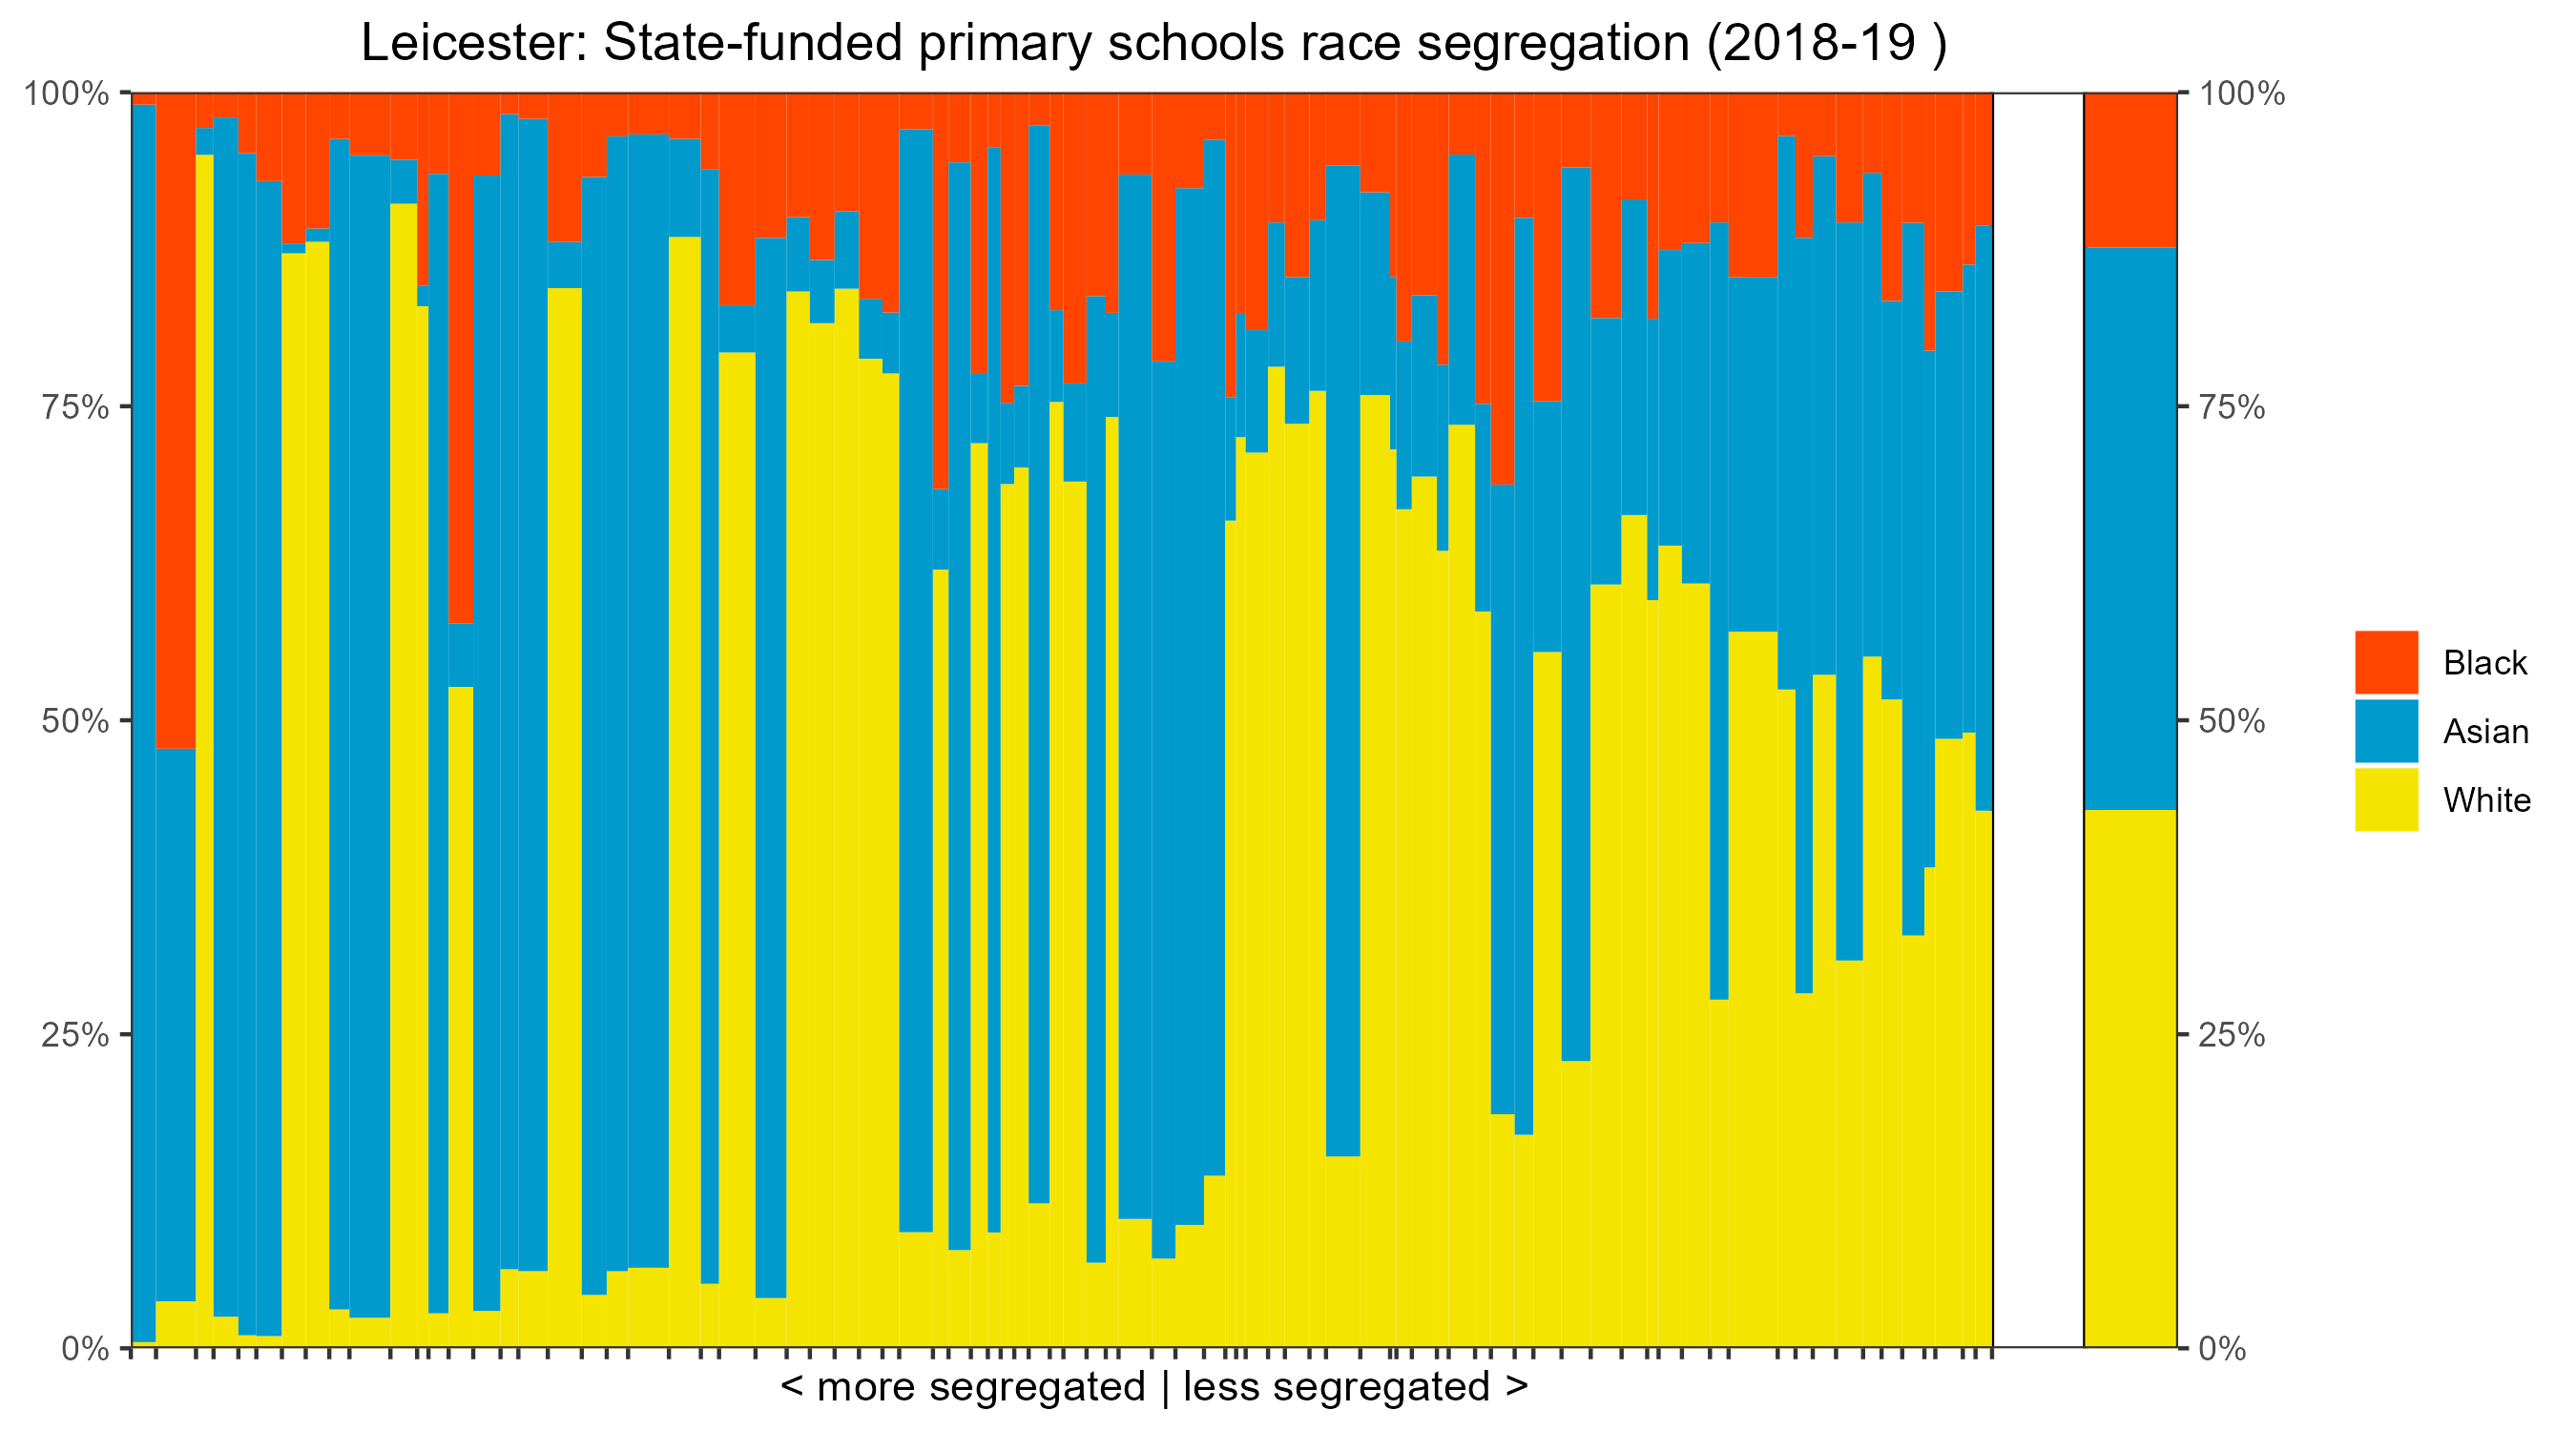 Leicester: State-funded primary schools race segregation (2018-19 )
100%
75%
50%
25%
0%
100%
75%
50%
25%
0%
Black
Asian
White
< more segregated | less segregated >